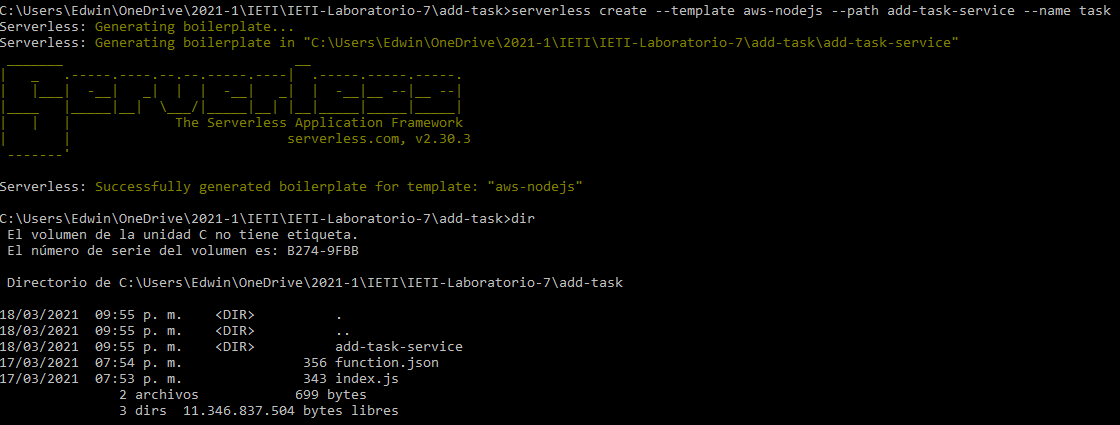 C:\Users\Edwin\OneDrive\2021-1\IETI\IETI-Laboratorio-7\add-task>serverless create --template aws-nodejs --path add-task-service --name task
Serverless: Generating boilerplate...
Serverless: Generating boilerplate in "C:\Users\Edwin\OneDrive\2021-1\IETI\IETI-Laboratorio-7\add-task\add-task-service"
Serverless
The Serverless Application Framework
serverless.com, v2.30.3
Serverless: Successfully generated boilerplate for template: "aws-nodejs"
C:\Users\Edwin\OneDrive\2021-1\IETI\IETI-Laboratorio-7\add-task>dir
El volumen de la unidad C no tiene etiqueta.
El número de serie del volumen es: B274-9FBB
Directorio de C:\Users\Edwin\OneDrive\2021-1\IETI\IETI-Laboratorio-7\add-task
18/03/2021  09:55 p. m.    <DIR>          .
18/03/2021  09:55 p. m.    <DIR>          ..
18/03/2021  09:55 p. m.    <DIR>          add-task-service
17/03/2021  07:54 p. m.               356 function.json
17/03/2021  07:53 p. m.               343 index.js
2 archivos            699 bytes
3 dirs  11.346.837.504 bytes libres